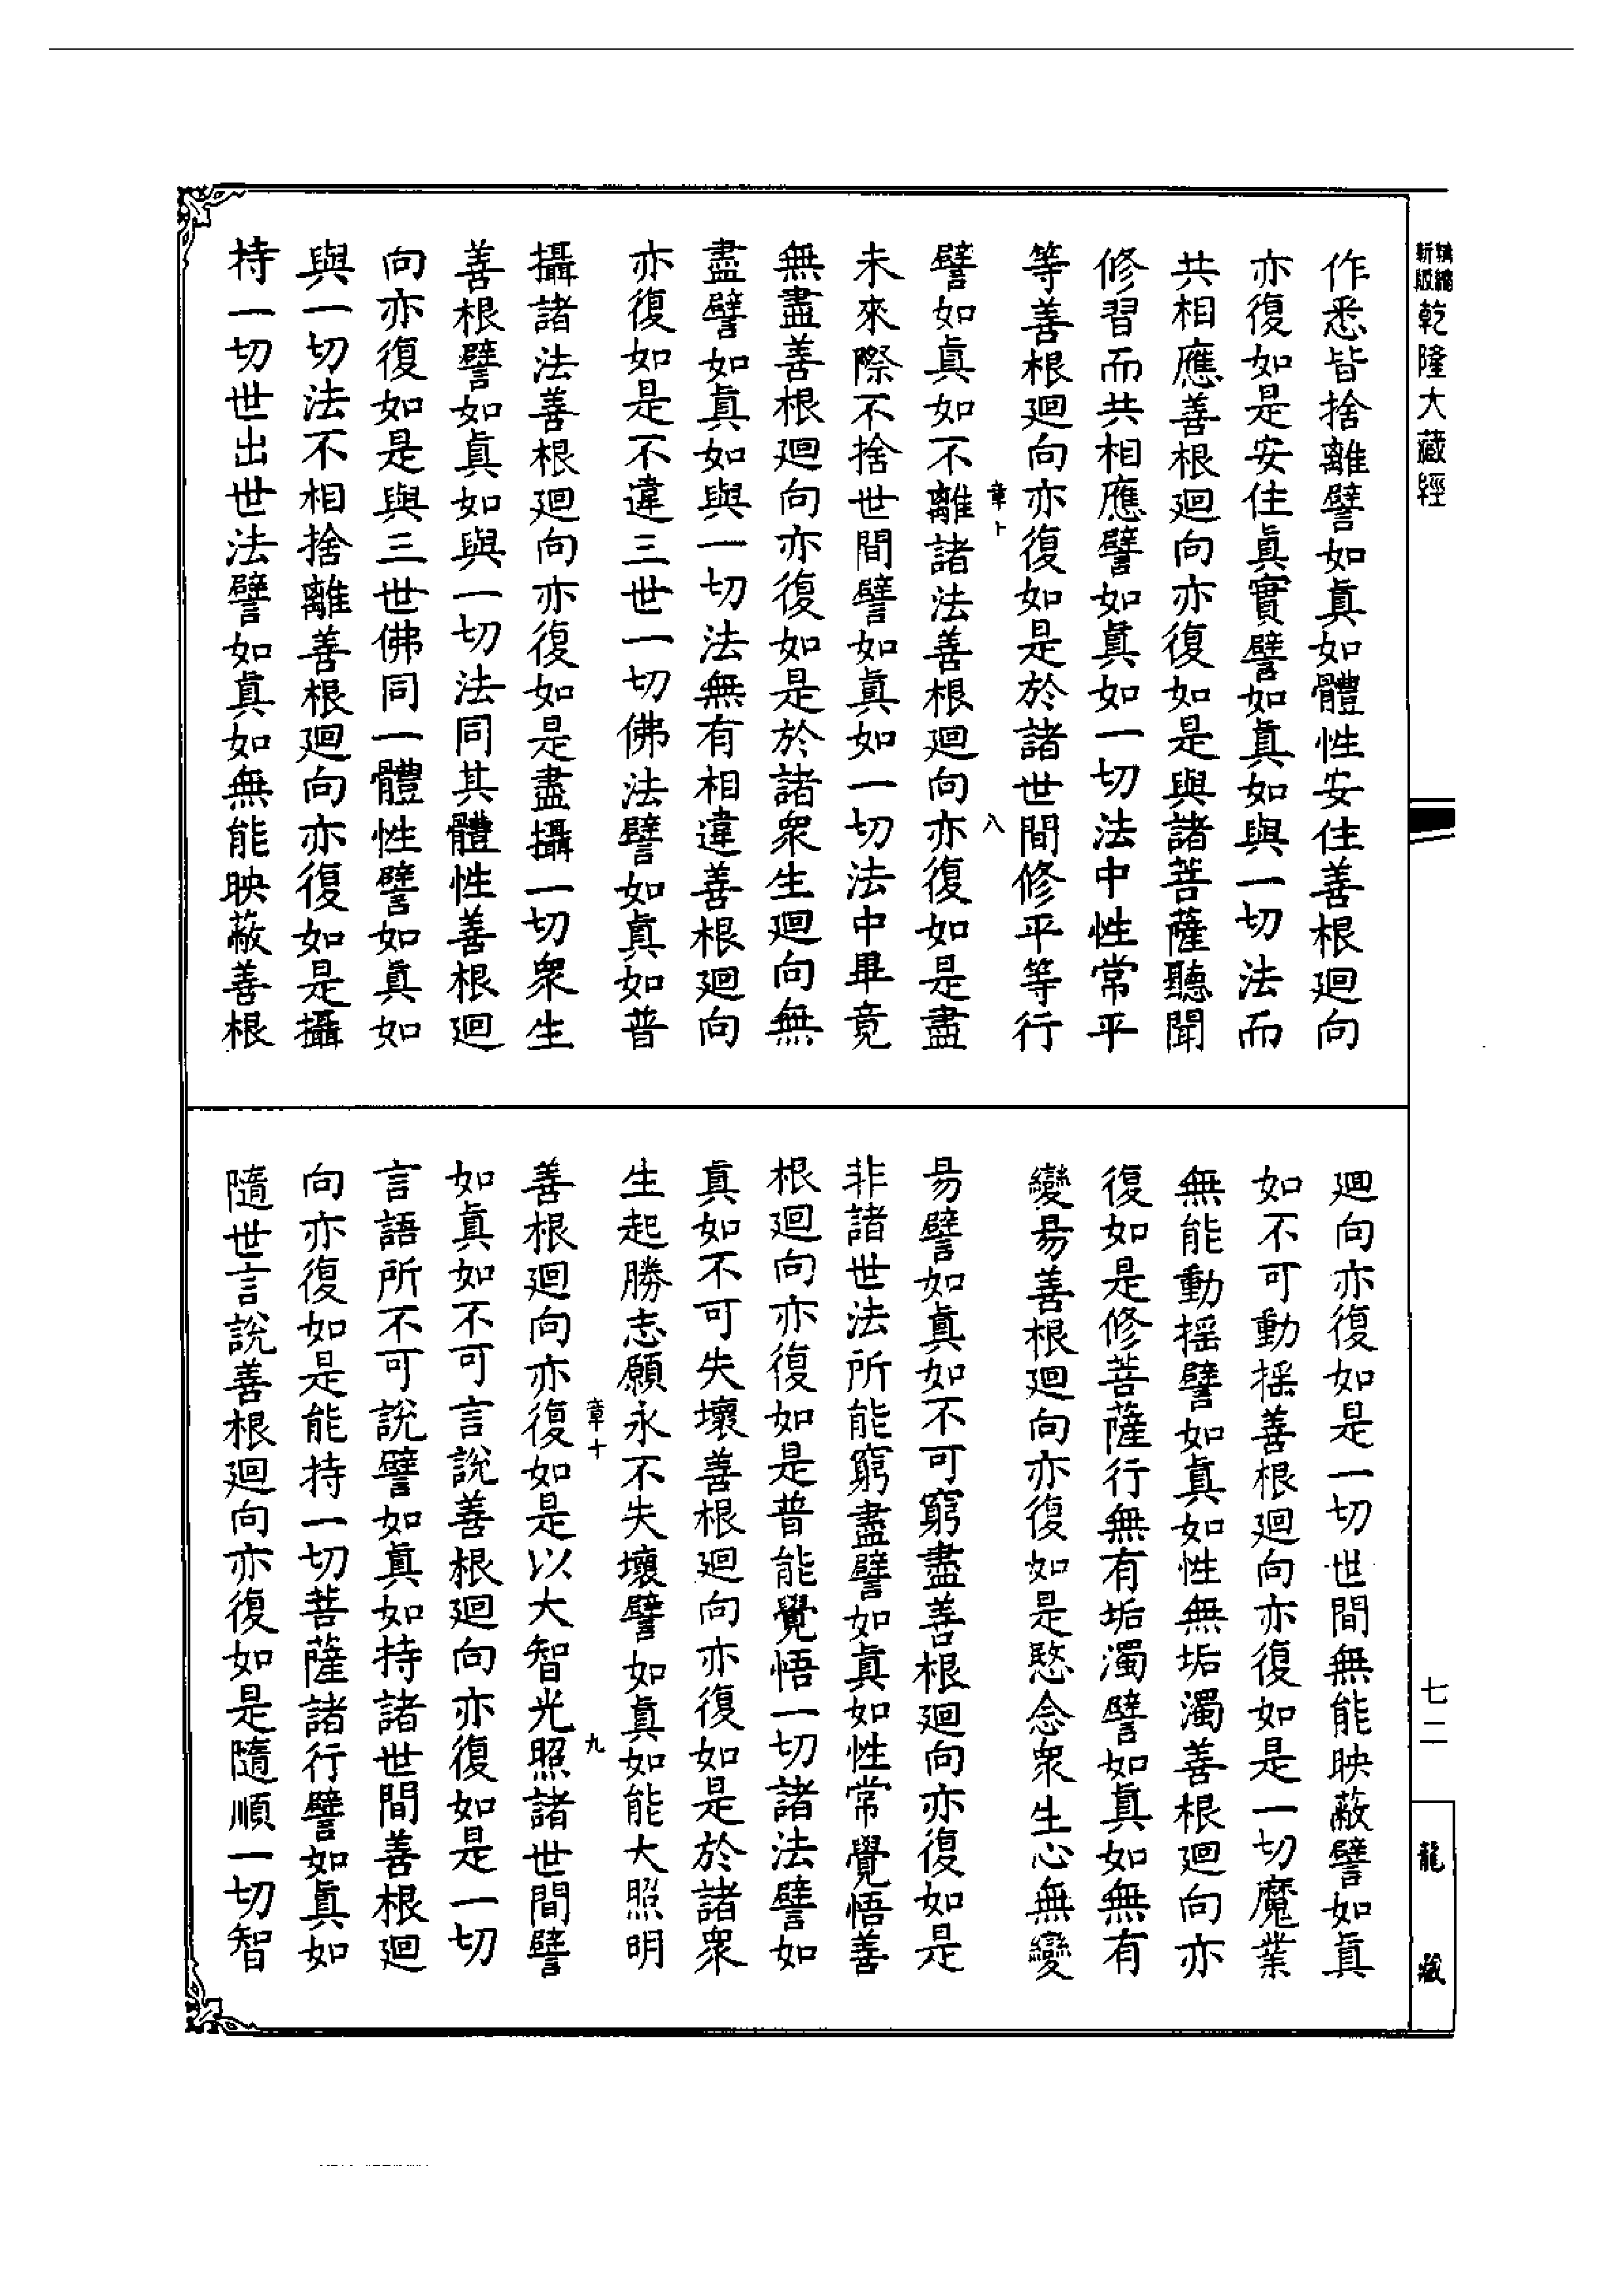 精縮新版乾隆大藏經
作悉皆捨離譬如真如體性安住善根迴向
亦復如是安住真實譬如真如與一切法而
共相應善根迴向亦復如是與諸菩薩聽聞
修習而共相應譬如真如一切法中性常平
等善根迴向亦復如是於諸世間修平等行
章十 八
譬如真如不離諸法善根迴向亦復如是盡
未來際不捨世間譬如真如一切法中畢竟
無盡善根迴向亦復如是於諸眾生迴向無
盡譬如真如與一切法無有相違善根迴向
亦復如是不違三世一切佛法譬如真如普
攝諸法善根迴向亦復如是盡攝一切眾生
善根譬如真如與一切法同其體性善根迴
向亦復如是與三世佛同一體性譬如真如
與一切法不相捨離善根迴向亦復如是攝
持一切世出世法譬如真如無能映蔽善根
迴向亦復如是一切世間無能映蔽譬如真
如不可動搖善根迴向亦復如是一切魔業
無能動搖譬如真如性無垢濁善根迴向亦
復如是修菩薩行無有垢濁譬如真如無有
變易善根迴向亦復如是愍念眾生心無變
易譬如真如不可窮盡善根迴向亦復如是
非諸世法所能窮盡譬如真如性常覺悟善
根迴向亦復如是普能覺悟一切諸法譬如
真如不可失壞善根迴向亦復如是於諸眾
生起勝志願永不失壞譬如真如能大照明
章十 九
善根迴向亦復如是以大智光照諸世間譬
如真如不可言說善根迴向亦復如是一切
言語所不可說譬如真如持諸世間善根迴
向亦復如是能持一切菩薩諸行譬如真如
隨世言說善根迴向亦復如是隨順一切智
七二
龍藏